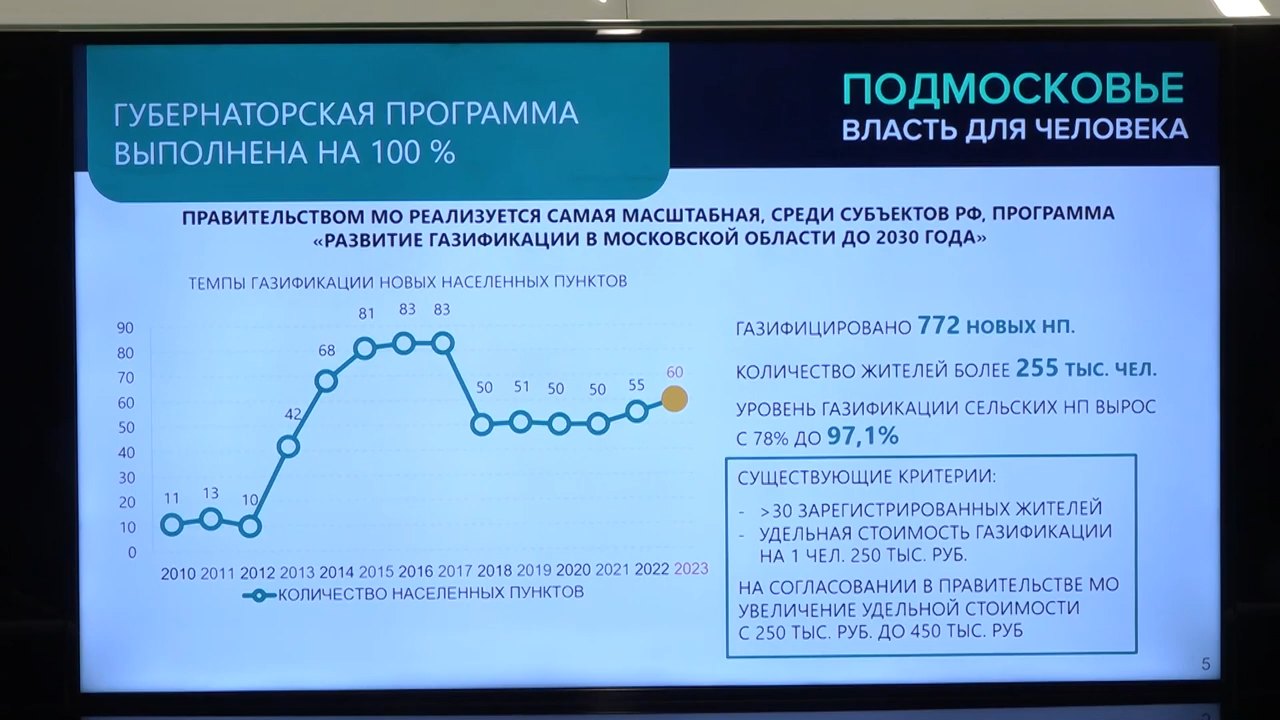 ГУБЕРНАТОРСКАЯ ПРОГРАММА
ВЫПОЛНЕНА НА 100 %
ПОДМОСКОВЬЕ
ВЛАСТЬ ДЛЯ ЧЕЛОВЕКА
ПРАВИТЕЛЬСТВОМ МО РЕАЛИЗУЕТСЯ САМАЯ МАСШТАБНАЯ, СРЕДИ СУБЪЕКТОВ РФ, ПРОГРАММА
«РАЗВИТИЕ ГАЗИФИКАЦИИ В МОСКОВСКОЙ ОБЛАСТИ ДО 2030 ГОДА»
ТЕМПЫ ГАЗИФИКАЦИИ НОВЫХ НАСЕЛЕННЫХ ПУНКТОВ
90
80
70
60
50
40
30
20
10
0
11
13
10
42
68
81
83
83
50
51
50
50
55
60
2010 2011 2012 2013 2014 2015 2016 2017 2018 2019 2020 2021 2022 2023
КОЛИЧЕСТВО НАСЕЛЕННЫХ ПУНКТОВ
ГАЗИФИЦИРОВАНО 772 НОВЫХ НП.
КОЛИЧЕСТВО ЖИТЕЛЕЙ БОЛЕЕ 255 ТЫС. ЧЕЛ.
УРОВЕНЬ ГАЗИФИКАЦИИ СЕЛЬСКИХ НП ВЫРОС
С 78% ДО 97,1%
СУЩЕСТВУЮЩИЕ КРИТЕРИИ:
- >30 ЗАРЕГИСТРИРОВАННЫХ ЖИТЕЛЕЙ
- УДЕЛЬНАЯ СТОИМОСТЬ ГАЗИФИКАЦИИ
НА 1 ЧЕЛ. 250 ТЫС. РУБ.
НА СОГЛАСОВАНИИ В ПРАВИТЕЛЬСТВЕ МО
УВЕЛИЧЕНИЕ УДЕЛЬНОЙ СТОИМОСТИ
С 250 ТЫС. РУБ. ДО 450 ТЫС. РУБ
5